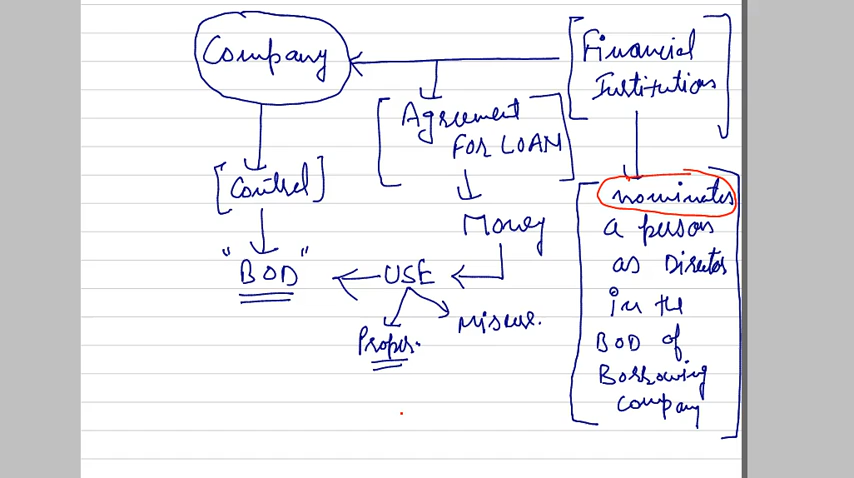 Company
Financial
Institutions
Agreement
FOR LOAN
[Control]
Money
"BOD"
USE
Proper.
Misuse.
nominates
a person
as Director
in the
BOD of
Borrowing
company